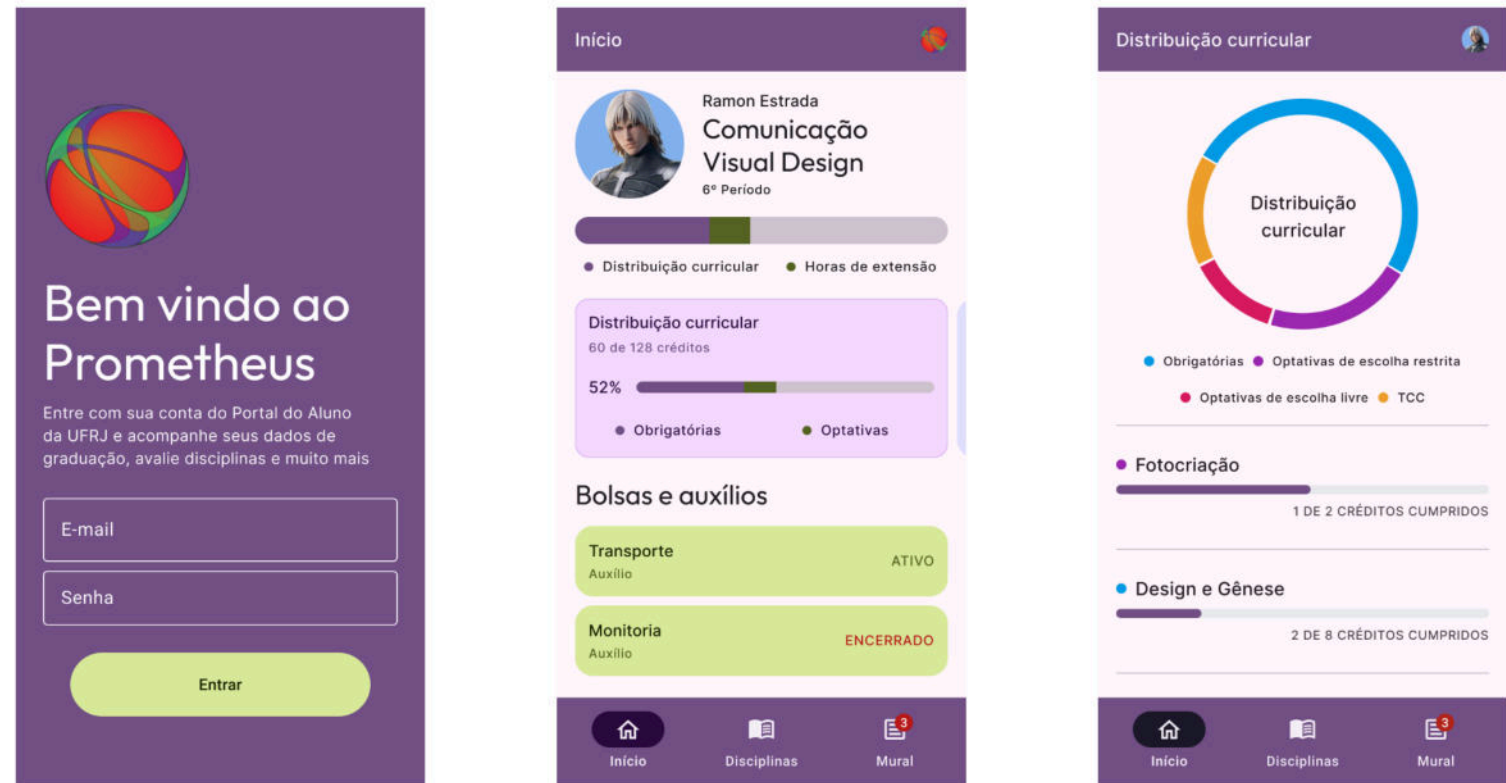 Bem vindo ao
Prometheus
Entre com sua conta do Portal do Aluno
da UFRJ e acompanhe seus dados de
graduação, avalie disciplinas e muito mais
E-mail
Senha
Entrar
Início
Ramon Estrada
Comunicação
Visual Design
6º Período
Distribuição curricular
Horas de extensão
Distribuição curricular
60 de 128 créditos
52%
Obrigatórias
Optativas
Bolsas e auxílios
Transporte
Auxílio
ATIVO
Monitoria
Auxílio
ENCERRADO
Início
Disciplinas
3
Mural
Distribuição curricular
Distribuição
curricular
Obrigatórias
Optativas de escolha restrita
Optativas de escolha livre
TCC
Fotocriação
1 DE 2 CRÉDITOS CUMPRIDOS
Design e Gênese
2 DE 8 CRÉDITOS CUMPRIDOS
Início
Disciplinas
3
Mural